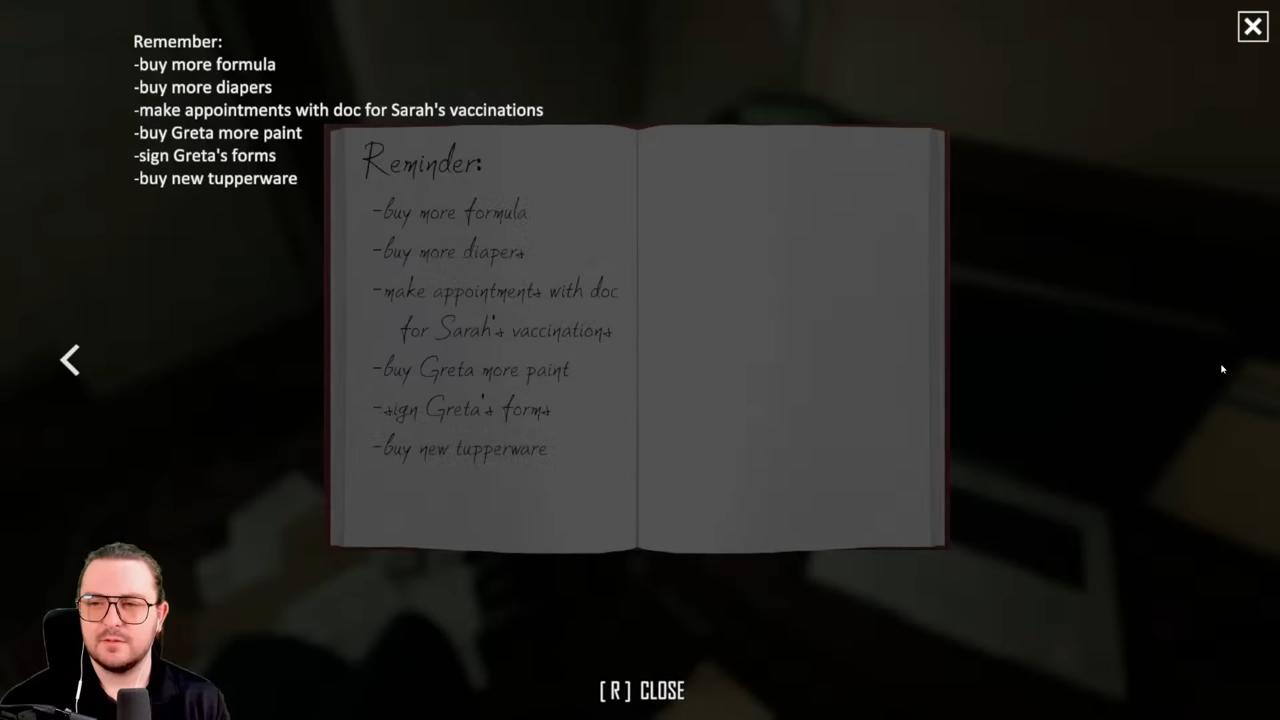 Remember:
-buy more formula
-buy more diapers
-make appointments with doc for Sarah's vaccinations
-buy Greta more paint
-sign Greta's forms
-buy new tupperware
Reminder:
-buy more formula
-buy more diapers
-make appointments with doc
for Sarah's vaccinations
-buy Greta more paint
-sign Greta's forms
-buy new tupperware
[ R ] CLOSE